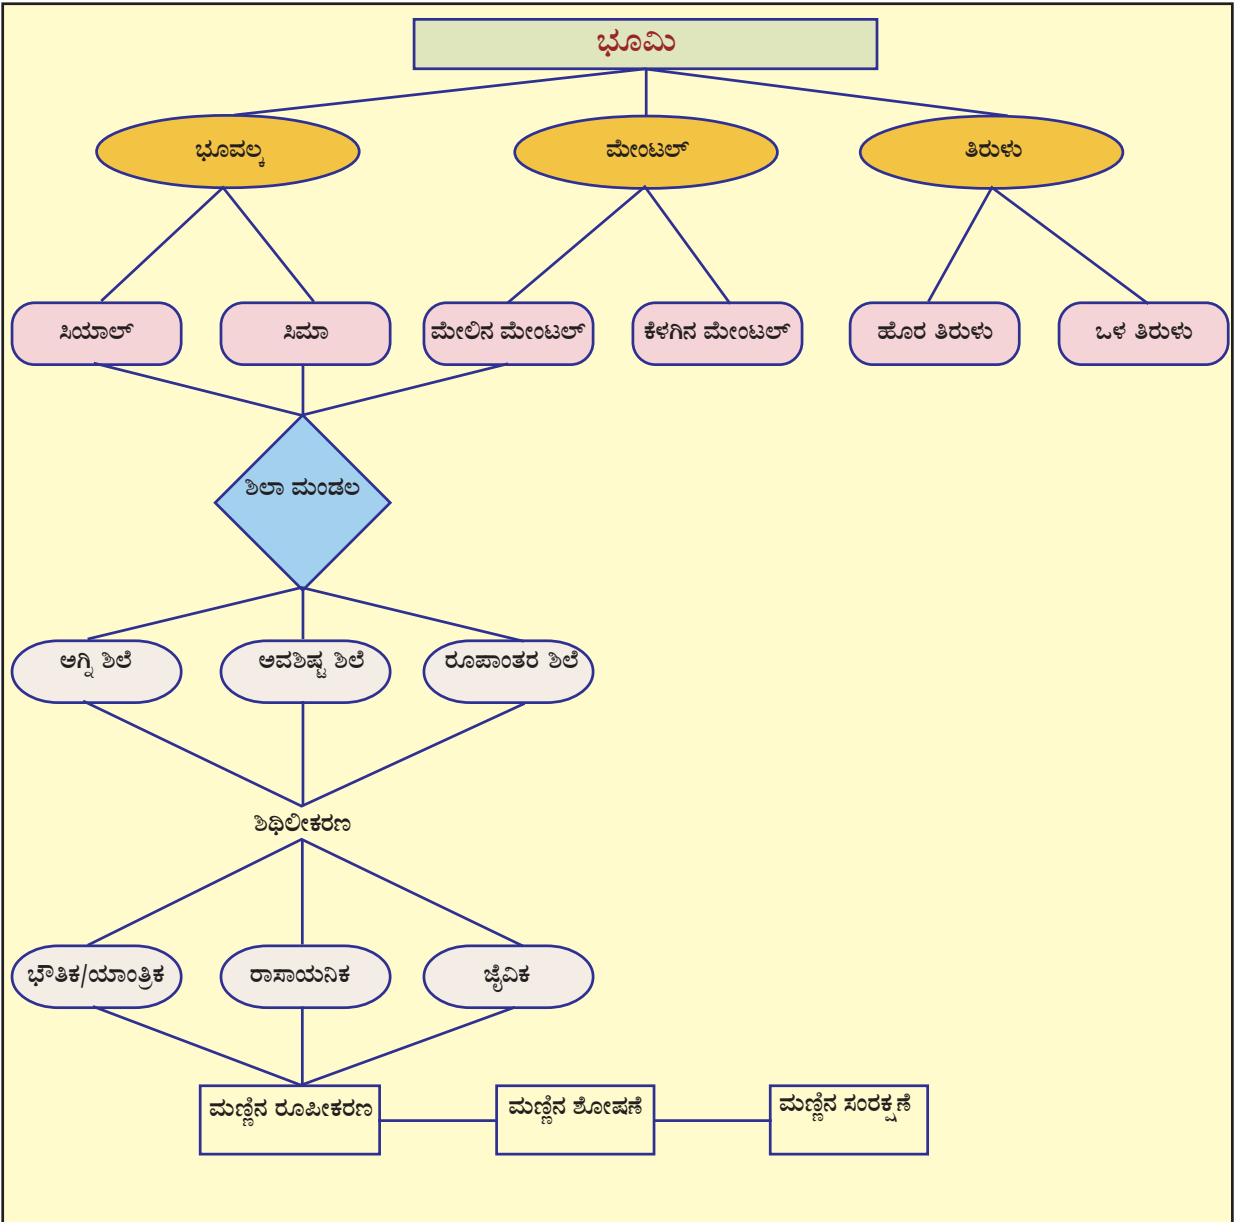 ಭೂಮಿ
ಭೂವಲ್ಕ
ಮೇಂಟಲ್
ತಿರುಳು
ಸಿಯಾಲ್
ಸಿಮಾ
ಮೇಲಿನ ಮೇಂಟಲ್
ಕೆಳಗಿನ ಮೇಂಟಲ್
ಹೊರ ತಿರುಳು
ಒಳ ತಿರುಳು
ಶಿಲಾ ಮಂಡಲ
ಅಗ್ನಿ ಶಿಲೆ
ಅವಶಿಷ್ಟ ಶಿಲೆ
ರೂಪಾಂತರ ಶಿಲೆ
ಶಿಥಿಲೀಕರಣ
ಭೌತಿಕ/ಯಾಂತ್ರಿಕ
ರಾಸಾಯನಿಕ
ಜೈವಿಕ
ಮಣ್ಣಿನ ರೂಪೀಕರಣ
ಮಣ್ಣಿನ ಶೋಷಣೆ
ಮಣ್ಣಿನ ಸಂರಕ್ಷಣೆ